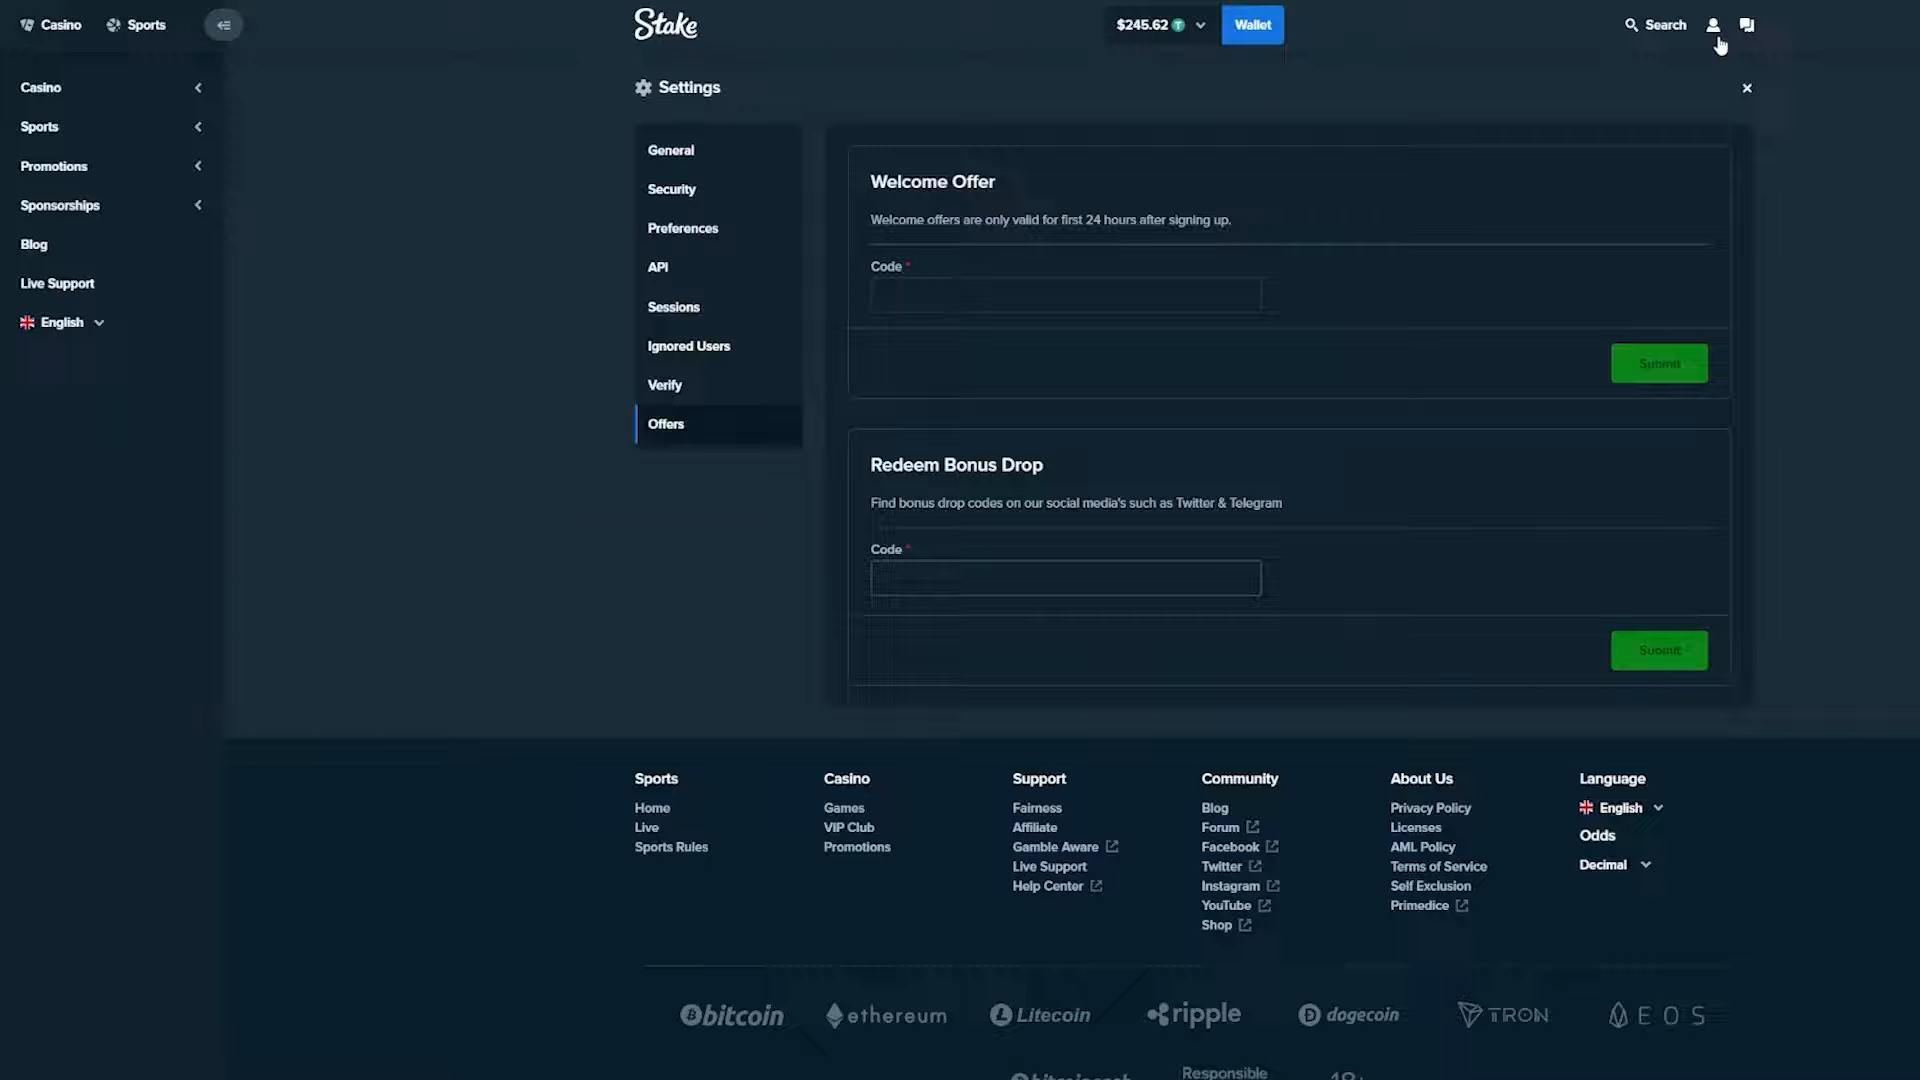 Casino
Sports
Stake
$245.62
Wallet
Search
Casino
Sports
Promotions
Sponsorships
Blog
Live Support
English
Settings
General
Security
Preferences
API
Sessions
Ignored Users
Verify
Offers
Welcome Offer
Welcome offers are only valid for first 24 hours after signing up.
Code *
Submit
Redeem Bonus Drop
Find bonus drop codes on our social media's such as Twitter & Telegram
Code *
Submit
Sports
Home
Live
Sports Rules
Casino
Games
VIP Club
Promotions
Support
Fairness
Affiliate
Gamble Aware
Live Support
Help Center
Community
Blog
Forum
Facebook
Twitter
Instagram
YouTube
Shop
About Us
Privacy Policy
Licenses
AML Policy
Terms of Service
Self Exclusion
Primedice
Language
English
Odds
Decimal
bitcoin
ethereum
Litecoin
ripple
dogecoin
TRON
EOS
Responsible